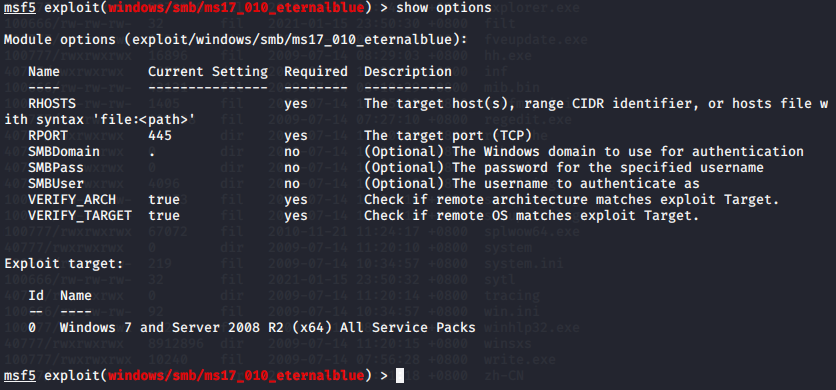 msf5 exploit(windows/smb/ms17_010_eternalblue) > show options
Module options (exploit/windows/smb/ms17_010_eternalblue):
Name Current Setting Required Description
---- --------------- -------- -----------
RHOSTS yes The target host(s), range CIDR identifier, or hosts file w
ith syntax 'file:<path>'
RPORT 445 yes The target port (TCP)
SMBDomain . no (Optional) The Windows domain to use for authentication
SMBPass no (Optional) The password for the specified username
SMBUser no (Optional) The username to authenticate as
VERIFY_ARCH true yes Check if remote architecture matches exploit Target.
VERIFY_TARGET true yes Check if remote OS matches exploit Target.
Exploit target:
Id Name
-- ----
0 Windows 7 and Server 2008 R2 (x64) All Service Packs
msf5 exploit(windows/smb/ms17_010_eternalblue) >